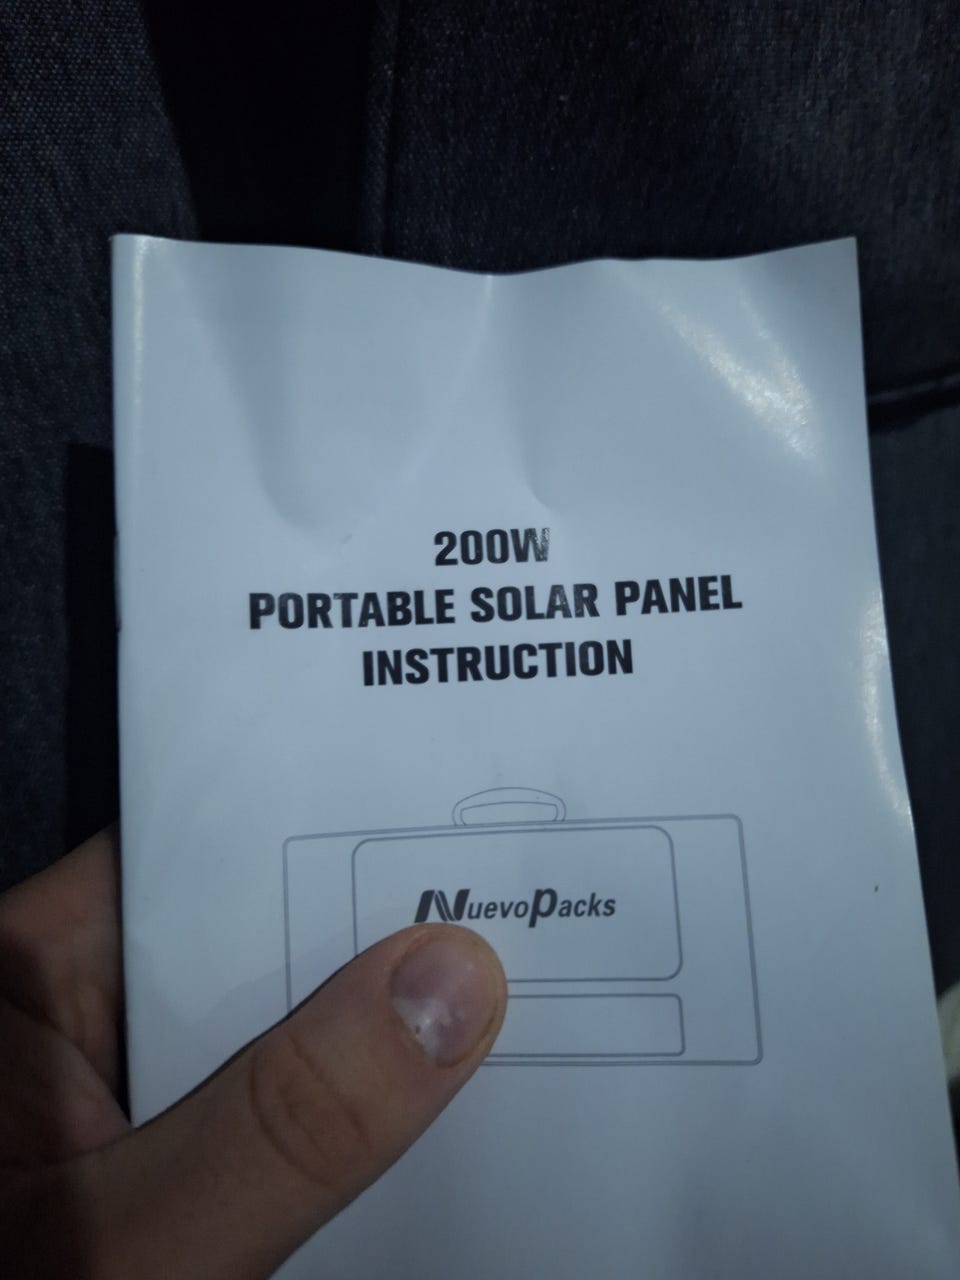 200W
PORTABLE SOLAR PANEL
INSTRUCTION
NuevoPacks